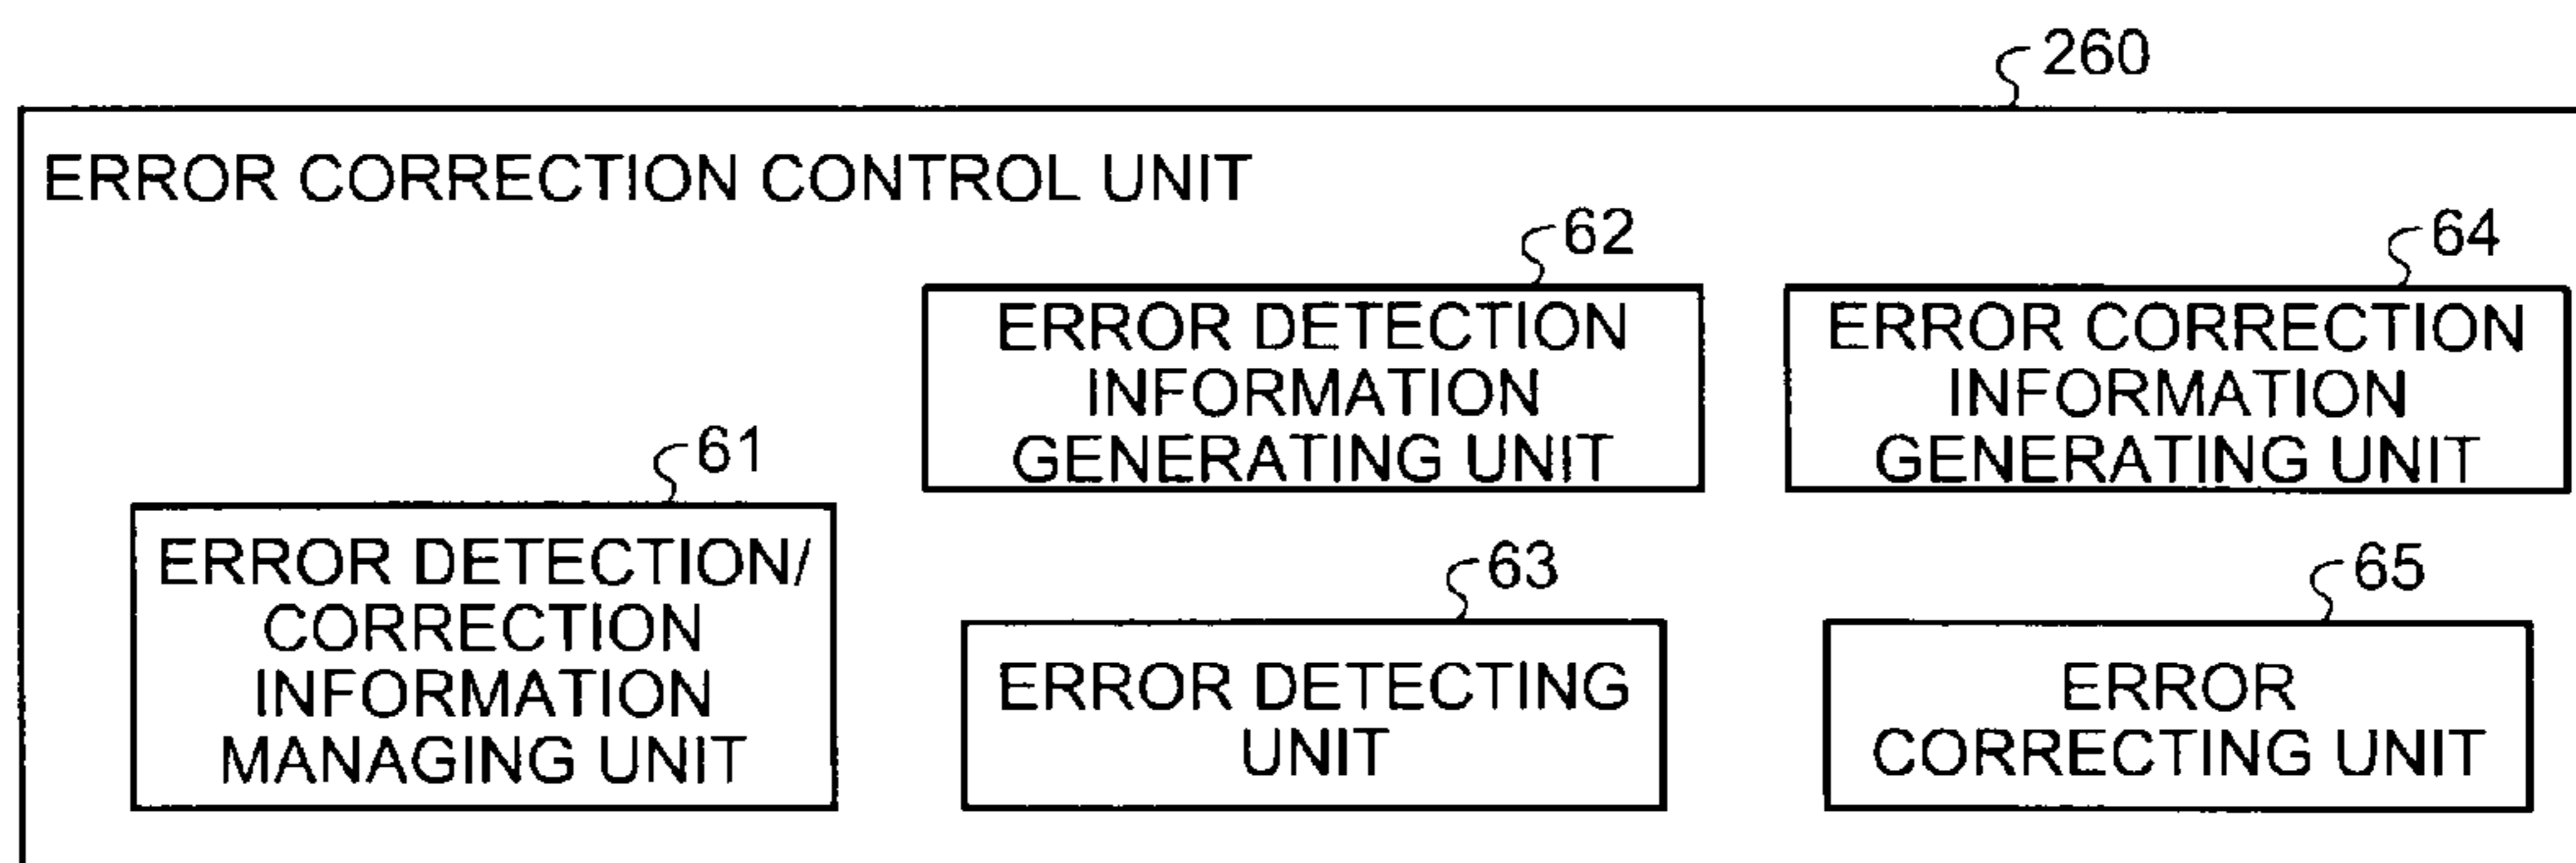 260
ERROR CORRECTION CONTROL UNIT
62
ERROR DETECTION
INFORMATION
GENERATING UNIT
64
ERROR CORRECTION
INFORMATION
GENERATING UNIT
61
ERROR DETECTION/
CORRECTION
INFORMATION
MANAGING UNIT
63
ERROR DETECTING
UNIT
65
ERROR
CORRECTING UNIT